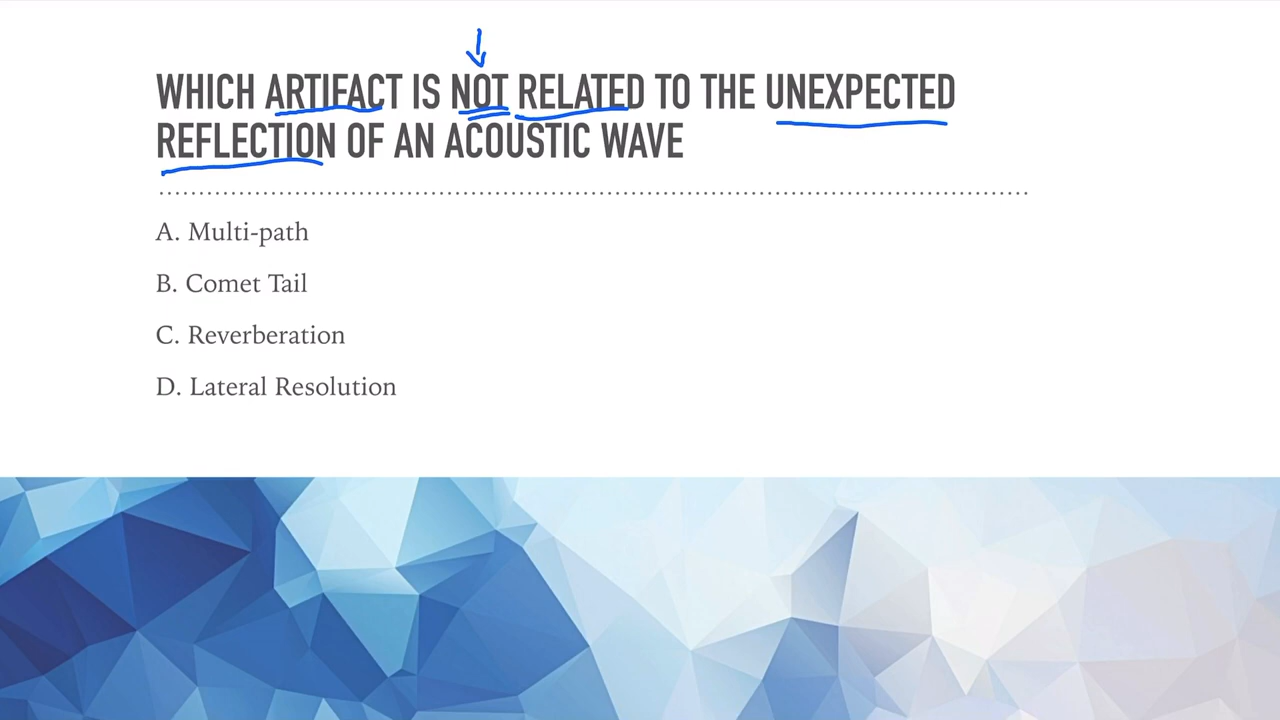 WHICH ARTIFACT IS NOT RELATED TO THE UNEXPECTED
REFLECTION OF AN ACOUSTIC WAVE
A. Multi-path
B. Comet Tail
C. Reverberation
D. Lateral Resolution